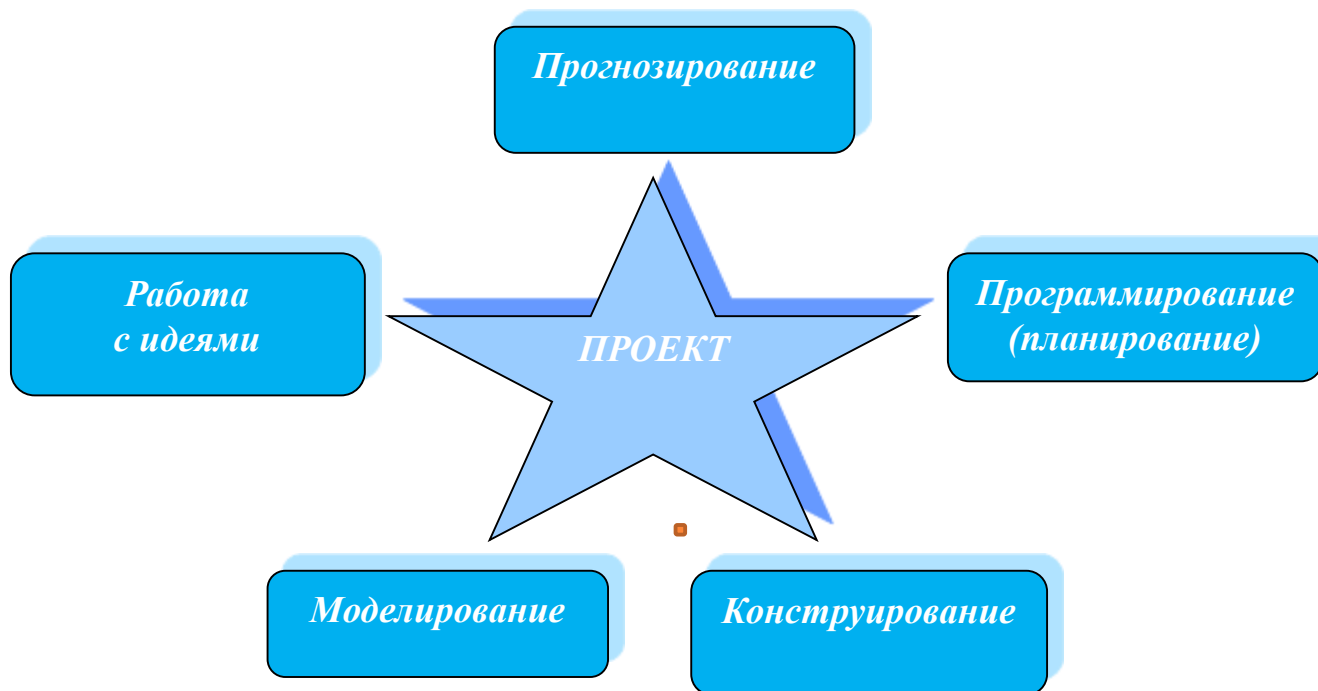 Прогнозирование
Работа
с идеями
ПРОЕКТ
Программирование
(планирование)
Моделирование
Конструирование